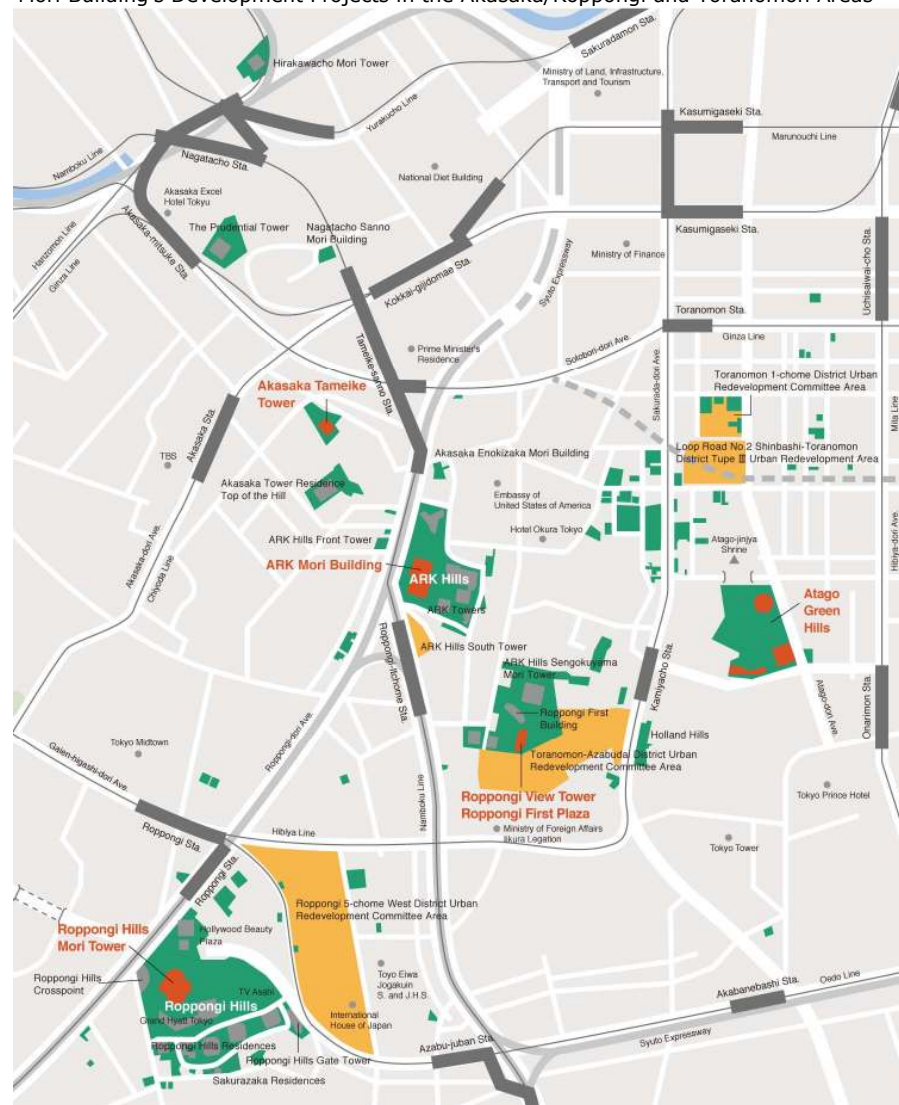 Mori Building's Development Projects in the Akasaka/Roppongi and Toranomon Areas
Hirakawacho Mori Tower
Sakuradamon Sta.
Ministry of Land, Infrastructure,
Transport and Tourism
Yurakucho Line
Kasumigaseki Sta.
Marunouchi Line
Namboku Line
Nagatacho Sta.
National Diet Building
Akasaka Excel
Hotel Tokyu
Akasaka-mitsuke Sta.
The Prudential Tower
Nagatacho Sanno
Mori Building
Hanzomon Line
Ginza Line
Kokkai-gijidomae Sta.
Syuto Expressway
Ministry of Finance
Kasumigaseki Sta.
Uchisaiwai-cho Sta.
Toranomon Sta.
Ginza Line
Tameike-sanno Sta.
Prime Minister's
Residence
Sotobori-dori Ave.
Sakurada-dori Ave.
Toranomon 1-chome District Urban
Redevelopment Committee Area
Mita Line
Akasaka Tameike
Tower
Akasaka Sta.
TBS
Akasaka Enokizaka Mori Building
Loop Road No.2 Shinbashi-Toranomon
District Tupe Ⅲ Urban Redevelopment Area
Akasaka Tower Residence
Top of the Hill
Embassy of
United States of America
Hotel Okura Tokyo
Atago-jinjya
Shrine
Hibiya-dori Ave.
Akasaka-dori Ave.
Chiyoda Line
ARK Hills Front Tower
ARK Mori Building
ARK Hills
ARK Towers
Atago
Green
Hills
Roppong-itchome Sta.
ARK Hills South Tower
ARK Hills Sengokuyama
Mori Tower
Kamiyacho Sta.
Onarimon Sta.
Atago-dori Ave.
Roppongi First
Building
Holland Hills
Toranomon-Azabudai District Urban
Redevelopment Committee Area
Tokyo Midtown
Gaien-higashi-dori Ave.
Roppongi-dori Ave.
Namboku Line
Roppongi View Tower
Roppongi First Plaza
Tokyo Prince Hotel
Ministry of Foreign Affairs
Iikura Legation
Tokyo Tower
Roppongi Sta.
Hibiya Line
Roppongi Sta.
Roppongi 5-chome West District Urban
Redevelopment Committee Area
Roppongi Hills
Mori Tower
Hollywood Beauty
Plaza
Roppongi Hills
Crosspoint
TV Asahi
Roppongi Hills
Grand Hyatt Tokyo
Toyo Eiwa
Jogakuin
S. and J.H.S.
International
House of Japan
Akabanebashi Sta.
Oedo Line
Roppongi Hills Residences
Roppongi Hills Gate Tower
Sakurazaka Residences
Azabu-juban Sta.
Syuto Expressway